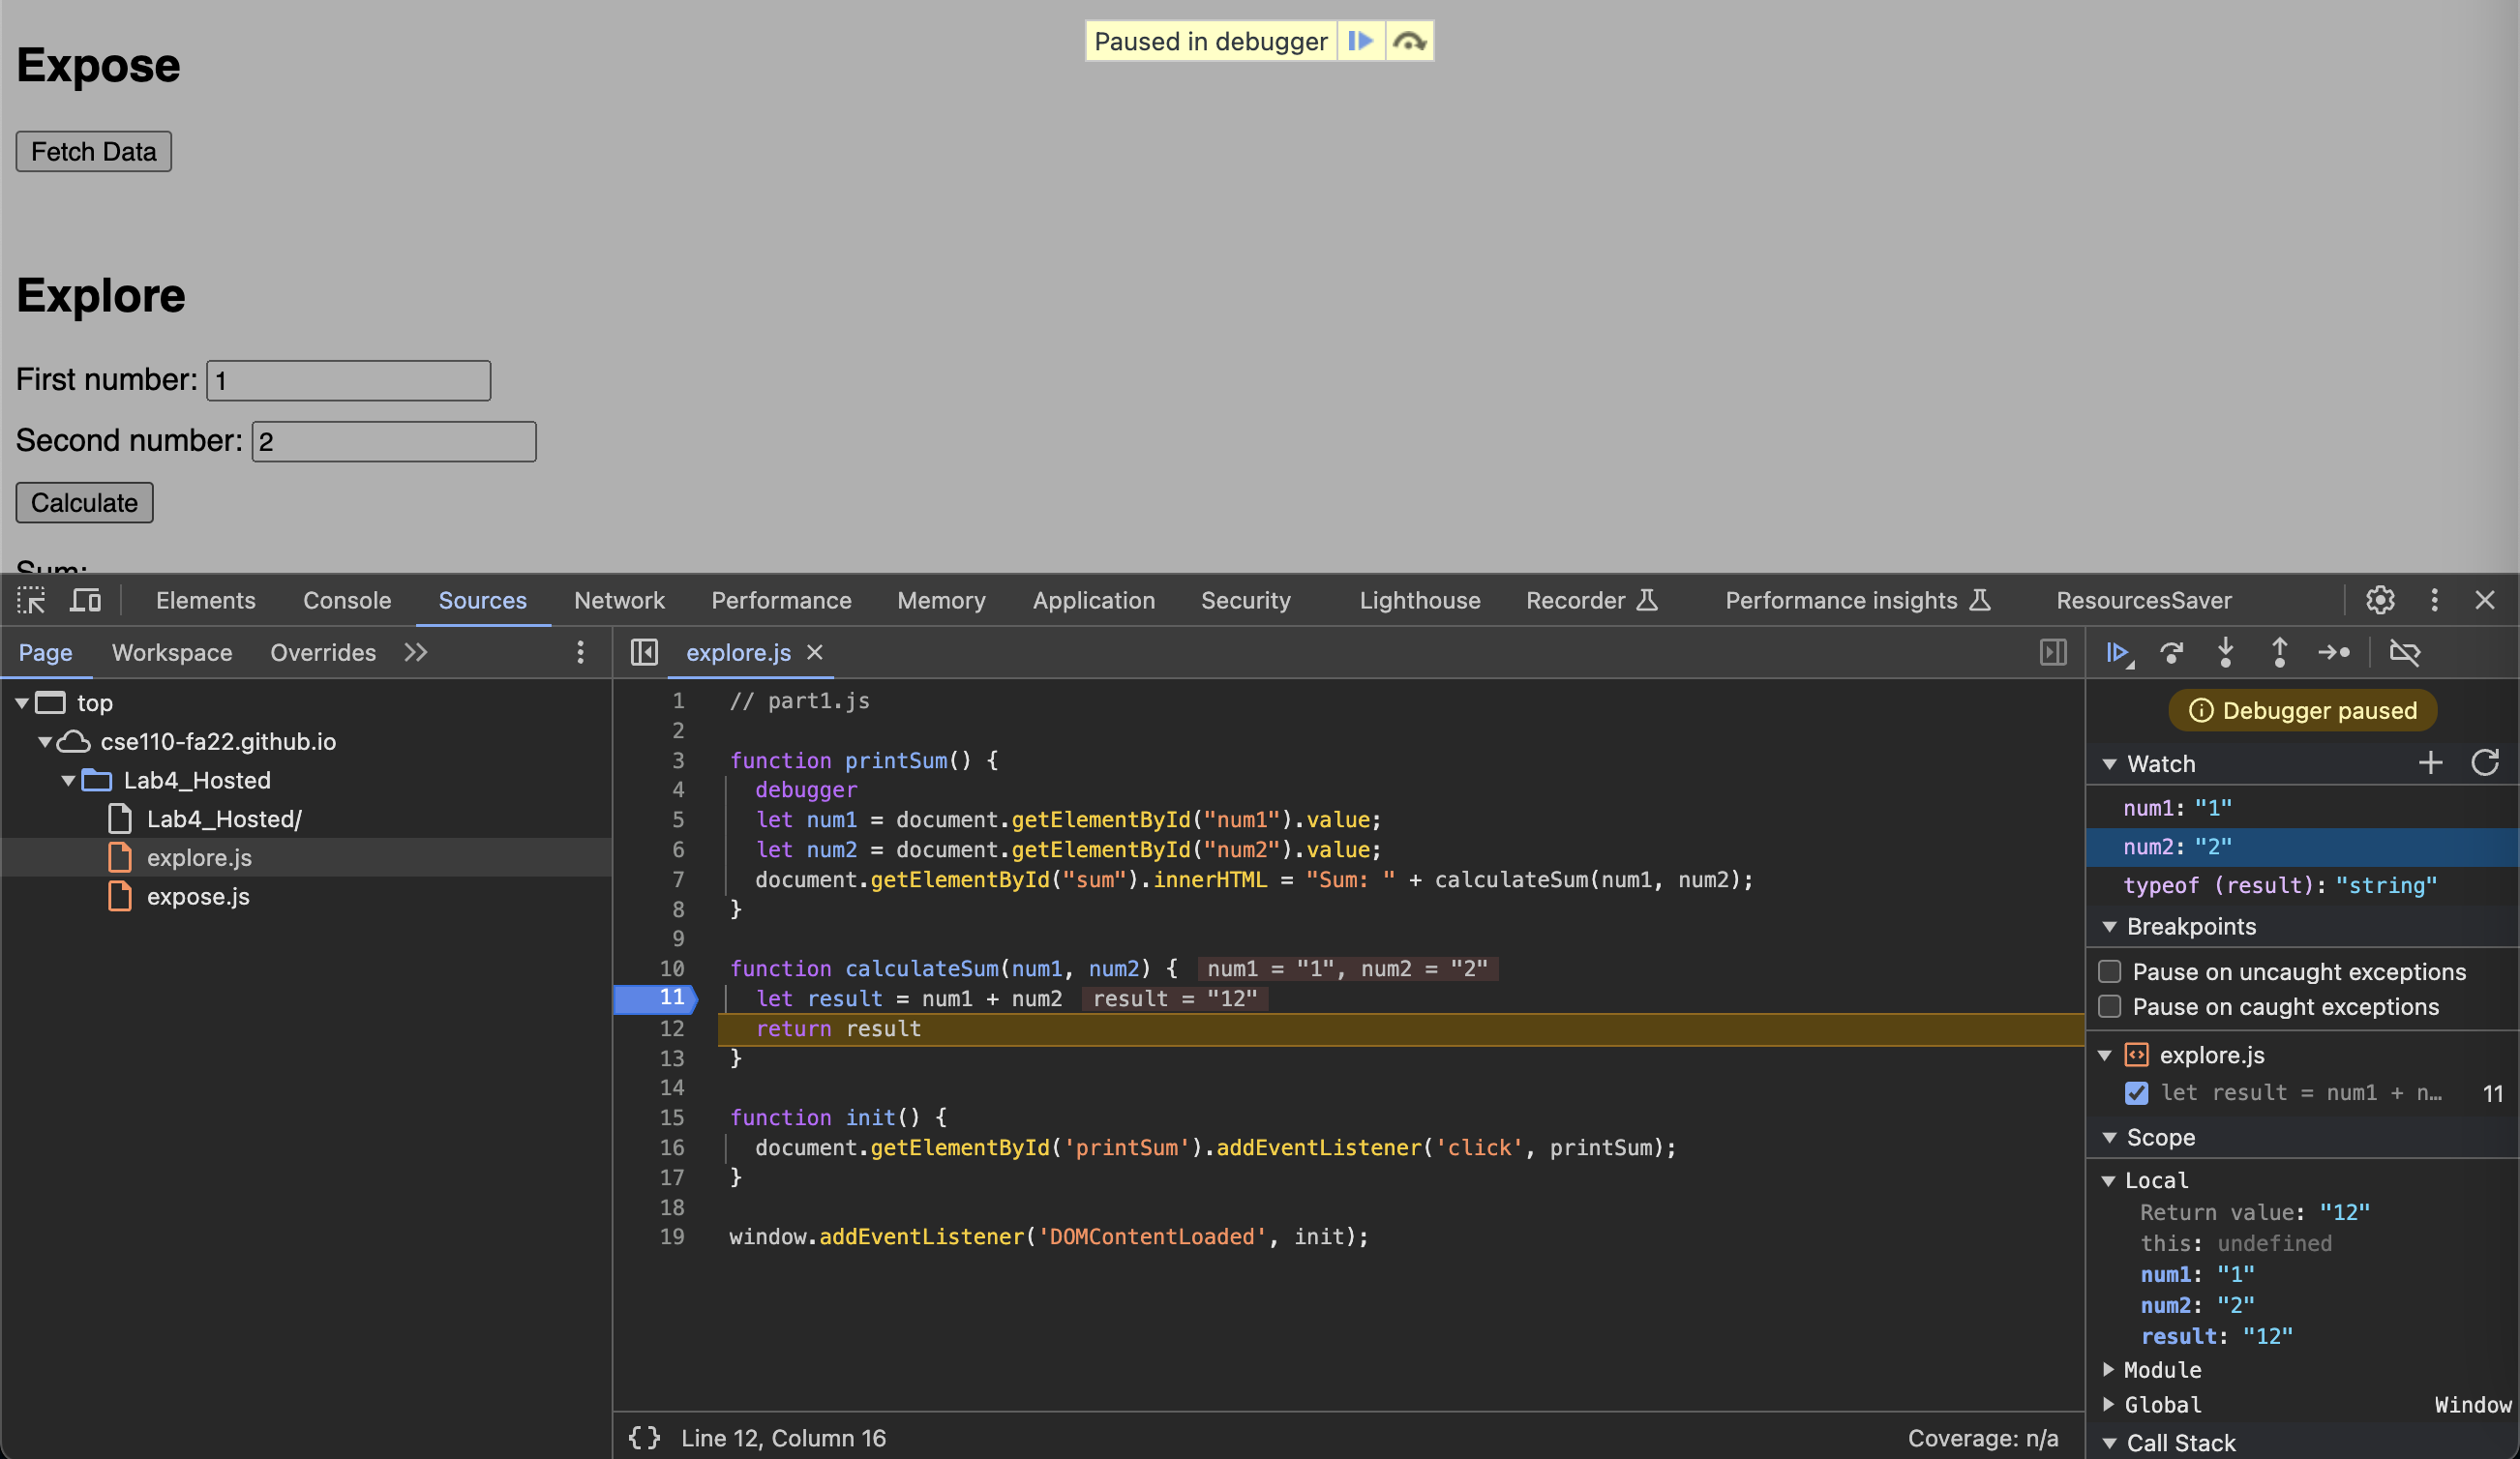 Paused in debugger
Expose
Fetch Data
Explore
First number: 1
Second number: 2
Calculate
Sum:
Elements Console Sources Network Performance Memory Application Security Lighthouse Recorder Performance insights ResourcesSaver
Page Workspace Overrides
top
cse110-fa22.github.io
Lab4_Hosted
Lab4_Hosted/
explore.js
expose.js
explore.js
1 // part1.js
2
3 function printSum() {
4 debugger
5 let num1 = document.getElementById("num1").value;
6 let num2 = document.getElementById("num2").value;
7 document.getElementById("sum").innerHTML = "Sum: " + calculateSum(num1, num2);
8 }
9
10 function calculateSum(num1, num2) { num1 = "1", num2 = "2"
11 let result = num1 + num2 result = "12"
12 return result
13 }
14
15 function init() {
16 document.getElementById('printSum').addEventListener('click', printSum);
17 }
18
19 window.addEventListener('DOMContentLoaded', init);
{ } Line 12, Column 16 Coverage: n/a
Debugger paused
Watch
num1: "1"
num2: "2"
typeof (result): "string"
Breakpoints
Pause on uncaught exceptions
Pause on caught exceptions
explore.js
let result = num1 + n… 11
Scope
Local
Return value: "12"
this: undefined
num1: "1"
num2: "2"
result: "12"
Module
Global Window
Call Stack